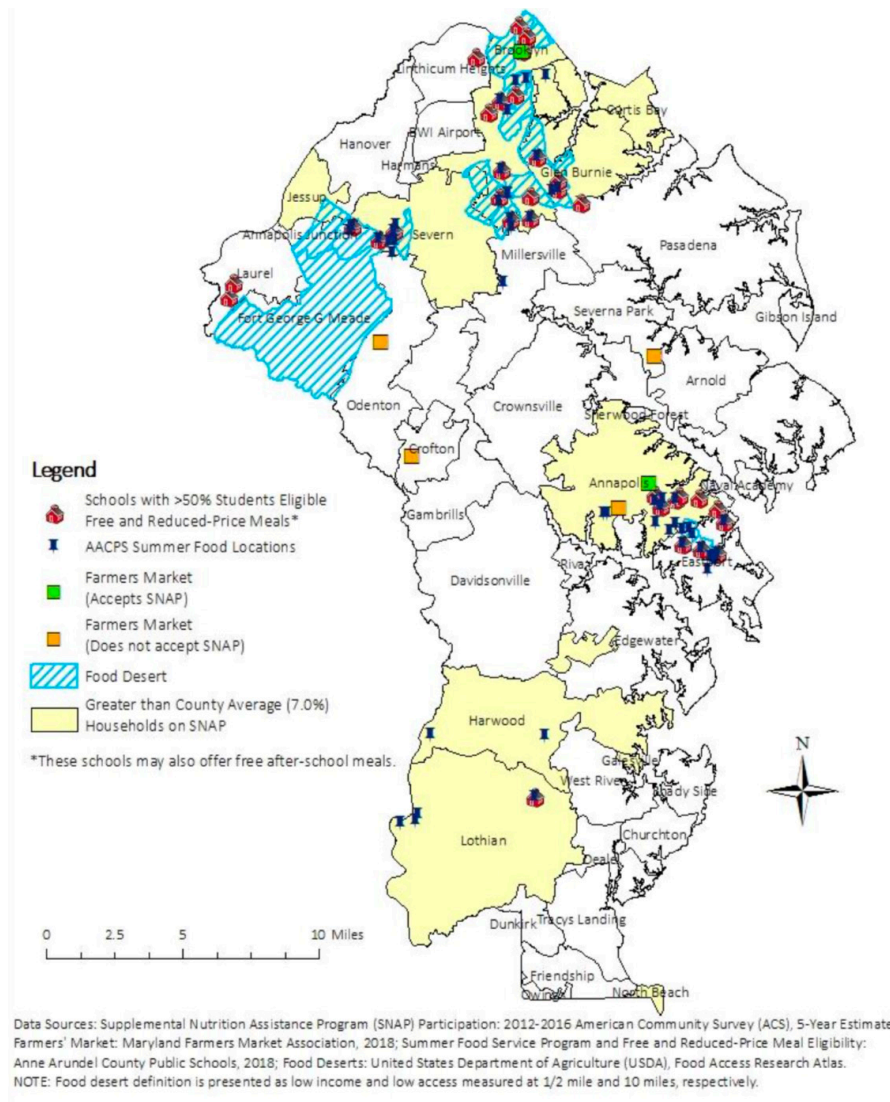 Brooklyn
Linthicum Heights
Curtis Bay
BWI Airport
Hanover
Harmans
Glen Burnie
Jessup
Annapolis Junction
Severn
Pasadena
Millersville
Laurel
Severna Park
Gibson Island
Fort George G Meade
Arnold
Odenton
Crownsville
Sherwood Forest
Crofton
Legend
Annapolis
Naval Academy
Schools with >50% Students Eligible
Free and Reduced-Price Meals*
Gambrills
AACPS Summer Food Locations
Riva
Eastport
Davidsonville
Farmers Market
(Accepts SNAP)
Farmers Market
(Does not accept SNAP)
Edgewater
Food Desert
Greater than County Average (7.0%)
Households on SNAP
Harwood
*These schools may also offer free after-school meals.
Galesville
N
West River
Shady Side
Churchton
Lothian
Deale
Dunkirk
Tracys Landing
0 2.5 5 10 Miles
Friendship
Owings
North Beach
Data Sources: Supplemental Nutrition Assistance Program (SNAP) Participation: 2012-2016 American Community Survey (ACS), 5-Year Estimate
Farmers' Market: Maryland Farmers Market Association, 2018; Summer Food Service Program and Free and Reduced-Price Meal Eligibility:
Anne Arundel County Public Schools, 2018; Food Deserts: United States Department of Agriculture (USDA), Food Access Research Atlas.
NOTE: Food desert definition is presented as low income and low access measured at 1/2 mile and 10 miles, respectively.